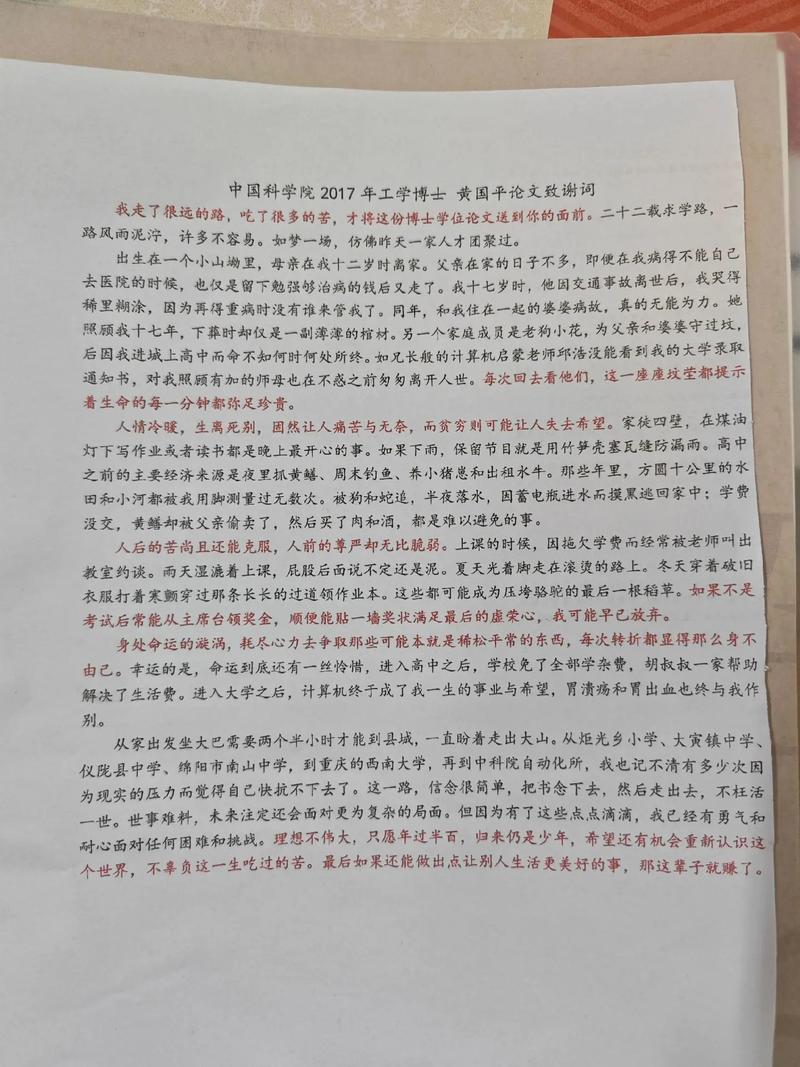 中国科学院 2017 年工学博士 黄国平论文致谢词
我走了很远的路，吃了很多的苦，才将这份博士学位论文送到你的面前。二十二载求学路，一
路风雨泥泞，许多不容易。如梦一场，仿佛昨天一家人才团聚过。
出生在一个小山坳里，母亲在我十二岁时离家。父亲在家的日子不多，即便在我病得不能自己
去医院的时候，也仅是留下勉强够治病的钱后又走了。我十七岁时，他因交通事故离世后，我哭得
稀里糊涂，因为再得重病时没有谁来管我了。同年，和我住在一起的婆婆病故，真的无能为力。她
照顾我十七年，下葬时却仅是一副薄薄的棺材。另一个家庭成员是老狗小花，为父亲和婆婆守过坟，
后因我进城上高中而命不知何时何处所终。如兄长般的计算机启蒙老师邱浩没能看到我的大学录取
通知书，对我照顾有加的师母也在不惑之前匆匆离开人世。每次回去看他们，这一座座坟茔都提示
着生命的每一分钟都弥足珍贵。
人情冷暖，生离死别，固然让人痛苦与无奈，而贫穷则可能让人失去希望。家徒四壁，在煤油
灯下写作业或者读书都是晚上最开心的事。如果下雨，保留节目就是用竹笋壳塞瓦缝防漏雨。高中
之前的主要经济来源是夜里抓黄鳝、周末钓鱼、养小猪崽和出租水牛。那些年里，方圆十公里的水
田和小河都被我用脚测量过无数次。被狗和蛇追，半夜落水，因蓄电瓶进水而摸黑逃回家中；学费
没交，黄鳝却被父亲偷卖了，然后买了肉和酒，都是难以避免的事。
人后的苦尚且还能克服，人前的尊严却无比脆弱。上课的时候，因拖欠学费而经常被老师叫出
教室约谈。雨天湿漉着上课，屁股后面说不定还是泥。夏天光着脚走在滚烫的路上。冬天穿着破旧
衣服打着寒颤穿过那条长长的过道领作业本。这些都可能成为压垮骆驼的最后一根稻草。如果不是
考试后常能从主席台领奖金，顺便能贴一墙奖状满足最后的虚荣心，我可能早已放弃。
身处命运的漩涡，耗尽心力去争取那些可能本就是稀松平常的东西，每次转折都显得那么身不
由己。幸运的是，命运到底还有一丝怜惜，进入高中之后，学校免了全部学杂费，胡叔叔一家帮助
解决了生活费。进入大学之后，计算机终于成了我一生的事业与希望，胃溃疡和胃出血也终与我作
别。
从家出发坐大巴需要两个半小时才能到县城，一直盼着走出大山。从炬光乡小学、大寅镇中学、
仪陇县中学、绵阳市南山中学，到重庆的西南大学，再到中科院自动化所，我也记不清有多少次因
为现实的压力而觉得自己快扛不下去了。这一路，信念很简单，把书念下去，然后走出去，不枉活
一世。世事难料，未来注定还会面对更为复杂的局面。但因为有了这些点点滴滴，我已经有勇气和
耐心面对任何困难和挑战。理想不伟大，只愿年过半百，归来仍是少年，希望还有机会重新认识这
个世界，不辜负这一生吃过的苦。最后如果还能做出点让别人生活更美好的事，那这辈子就赚了。